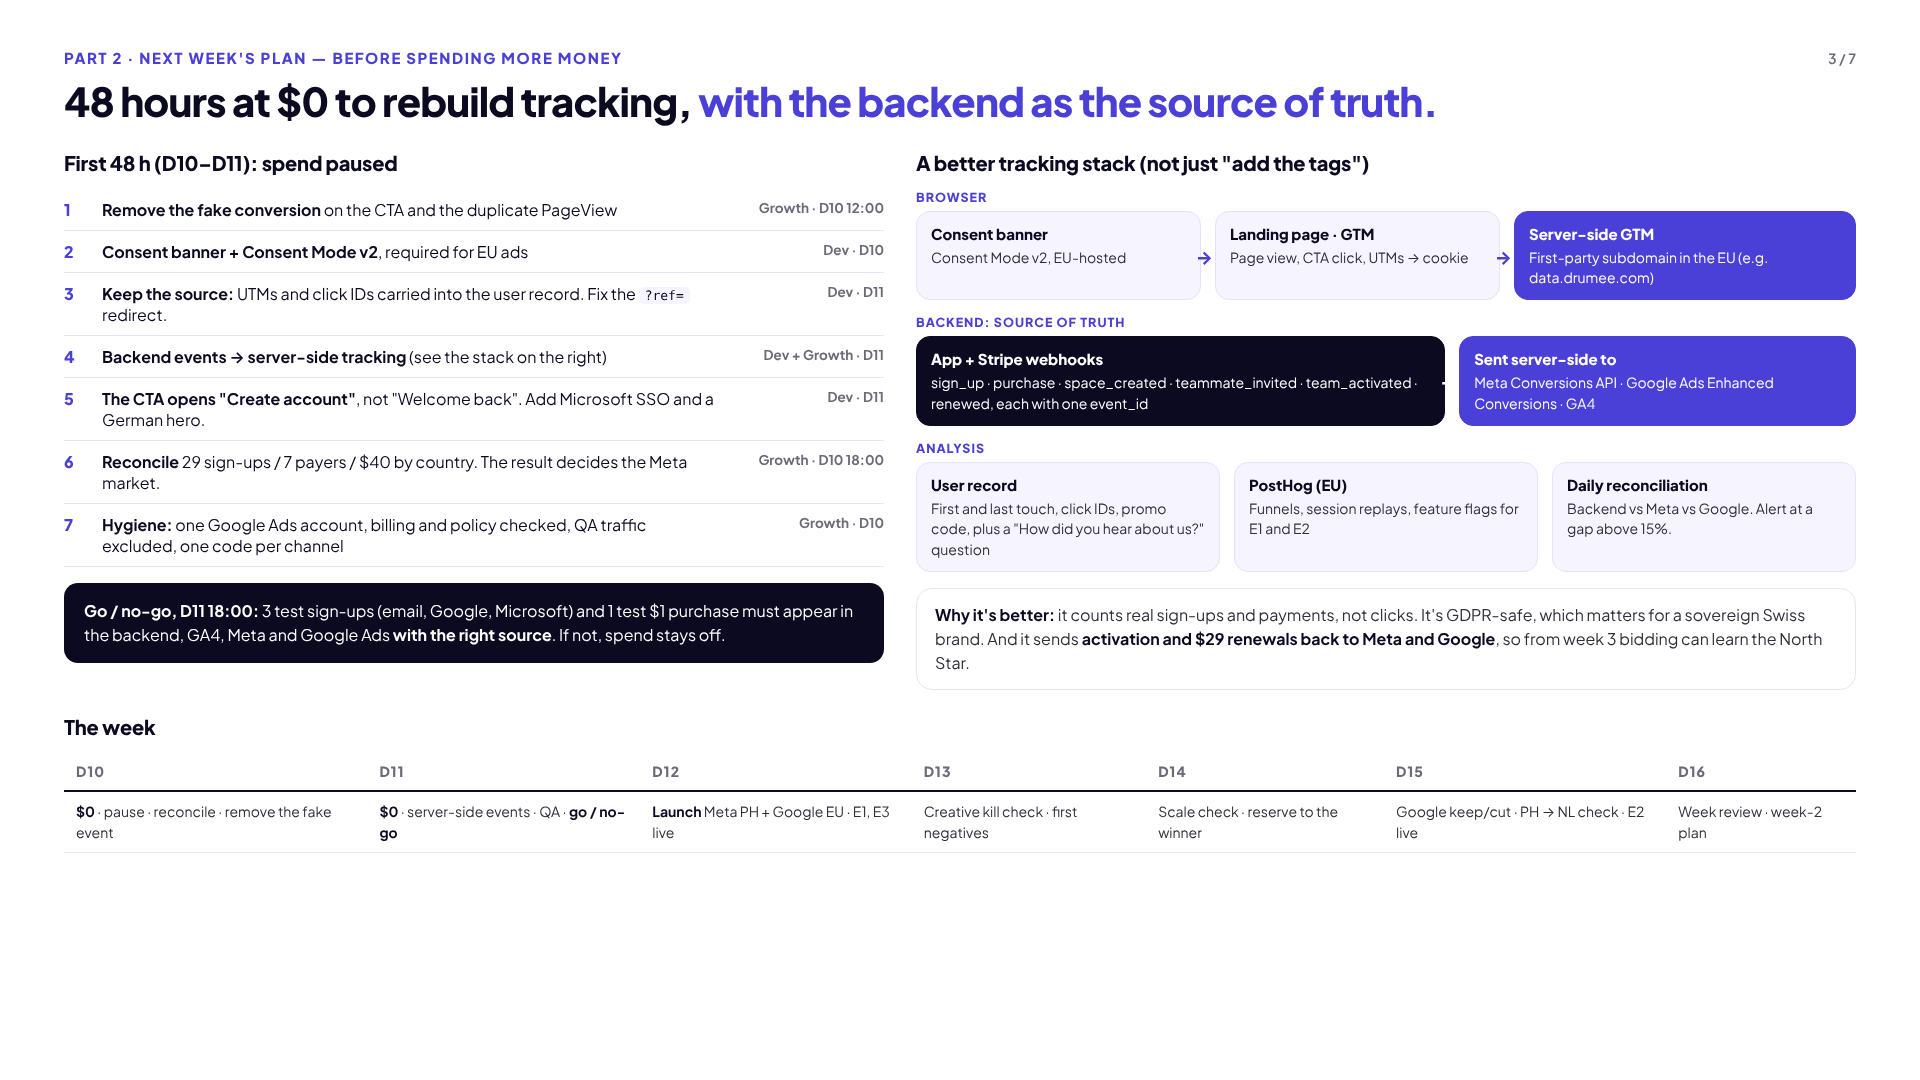 PART 2 · NEXT WEEK'S PLAN — BEFORE SPENDING MORE MONEY
3 / 7
48 hours at $0 to rebuild tracking, with the backend as the source of truth.
First 48 h (D10–D11): spend paused
1 Remove the fake conversion on the CTA and the duplicate PageView Growth · D10 12:00
2 Consent banner + Consent Mode v2, required for EU ads Dev · D10
3 Keep the source: UTMs and click IDs carried into the user record. Fix the ?ref= Dev · D11
redirect.
4 Backend events → server-side tracking (see the stack on the right) Dev + Growth · D11
5 The CTA opens "Create account", not "Welcome back". Add Microsoft SSO and a Dev · D11
German hero.
6 Reconcile 29 sign-ups / 7 payers / $40 by country. The result decides the Meta Growth · D10 18:00
market.
7 Hygiene: one Google Ads account, billing and policy checked, QA traffic Growth · D10
excluded, one code per channel
Go / no-go, D11 18:00: 3 test sign-ups (email, Google, Microsoft) and 1 test $1 purchase must appear in
the backend, GA4, Meta and Google Ads with the right source. If not, spend stays off.
A better tracking stack (not just "add the tags")
BROWSER
Consent banner
Consent Mode v2, EU-hosted
→
Landing page · GTM
Page view, CTA click, UTMs → cookie
→
Server-side GTM
First-party subdomain in the EU (e.g.
data.drumee.com)
BACKEND: SOURCE OF TRUTH
App + Stripe webhooks
sign_up · purchase · space_created · teammate_invited · team_activated ·
renewed, each with one event_id
Sent server-side to
Meta Conversions API · Google Ads Enhanced
Conversions · GA4
ANALYSIS
User record
First and last touch, click IDs, promo
code, plus a "How did you hear about us?"
question
PostHog (EU)
Funnels, session replays, feature flags for
E1 and E2
Daily reconciliation
Backend vs Meta vs Google. Alert at a
gap above 15%.
Why it's better: it counts real sign-ups and payments, not clicks. It's GDPR-safe, which matters for a sovereign Swiss
brand. And it sends activation and $29 renewals back to Meta and Google, so from week 3 bidding can learn the North
Star.
The week
D10 D11 D12 D13 D14 D15 D16
$0 · pause · reconcile · remove the fake
event
$0 · server-side events · QA · go / no-
go
Launch Meta PH + Google EU · E1, E3
live
Creative kill check · first
negatives
Scale check · reserve to the
winner
Google keep/cut · PH → NL check · E2
live
Week review · week-2
plan